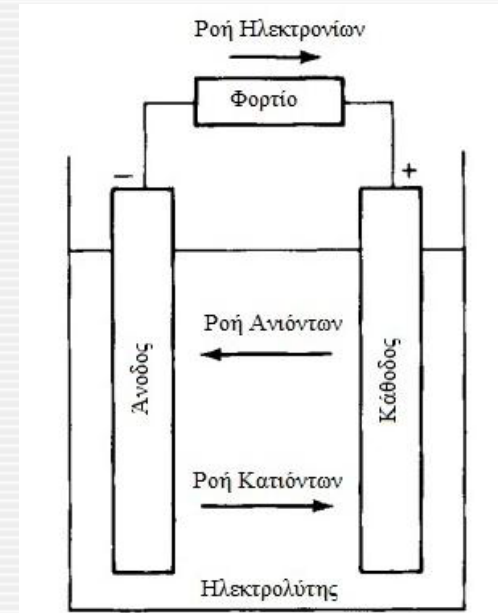 Ροή Ηλεκτρονίων
Φορτίο
– +
Ροή Ανιόντων
Άνοδος
Κάθοδος
Ροή Κατιόντων
Ηλεκτρολύτης